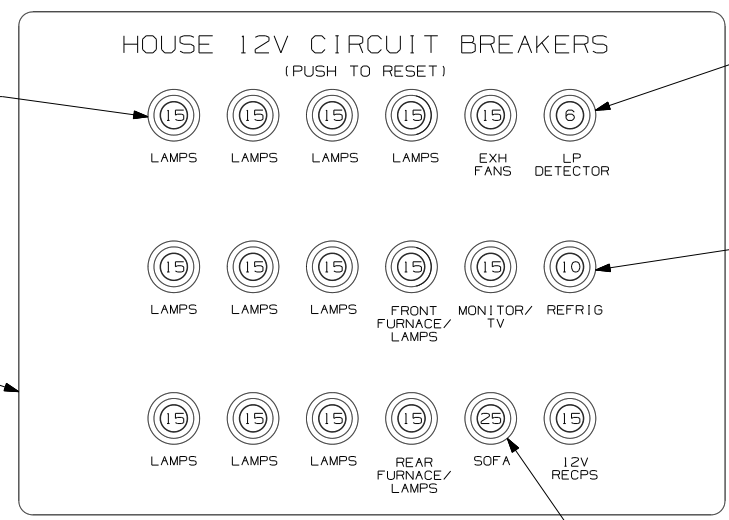 HOUSE 12V CIRCUIT BREAKERS
(PUSH TO RESET)
15 15 15 15 15 6
LAMPS LAMPS LAMPS LAMPS EXH FANS LP DETECTOR
15 15 15 15 15 10
LAMPS LAMPS LAMPS FRONT FURNACE/ LAMPS MONITOR/ TV REFRIG
15 15 15 15 25 15
LAMPS LAMPS LAMPS REAR FURNACE/ LAMPS SOFA 12V RECPS